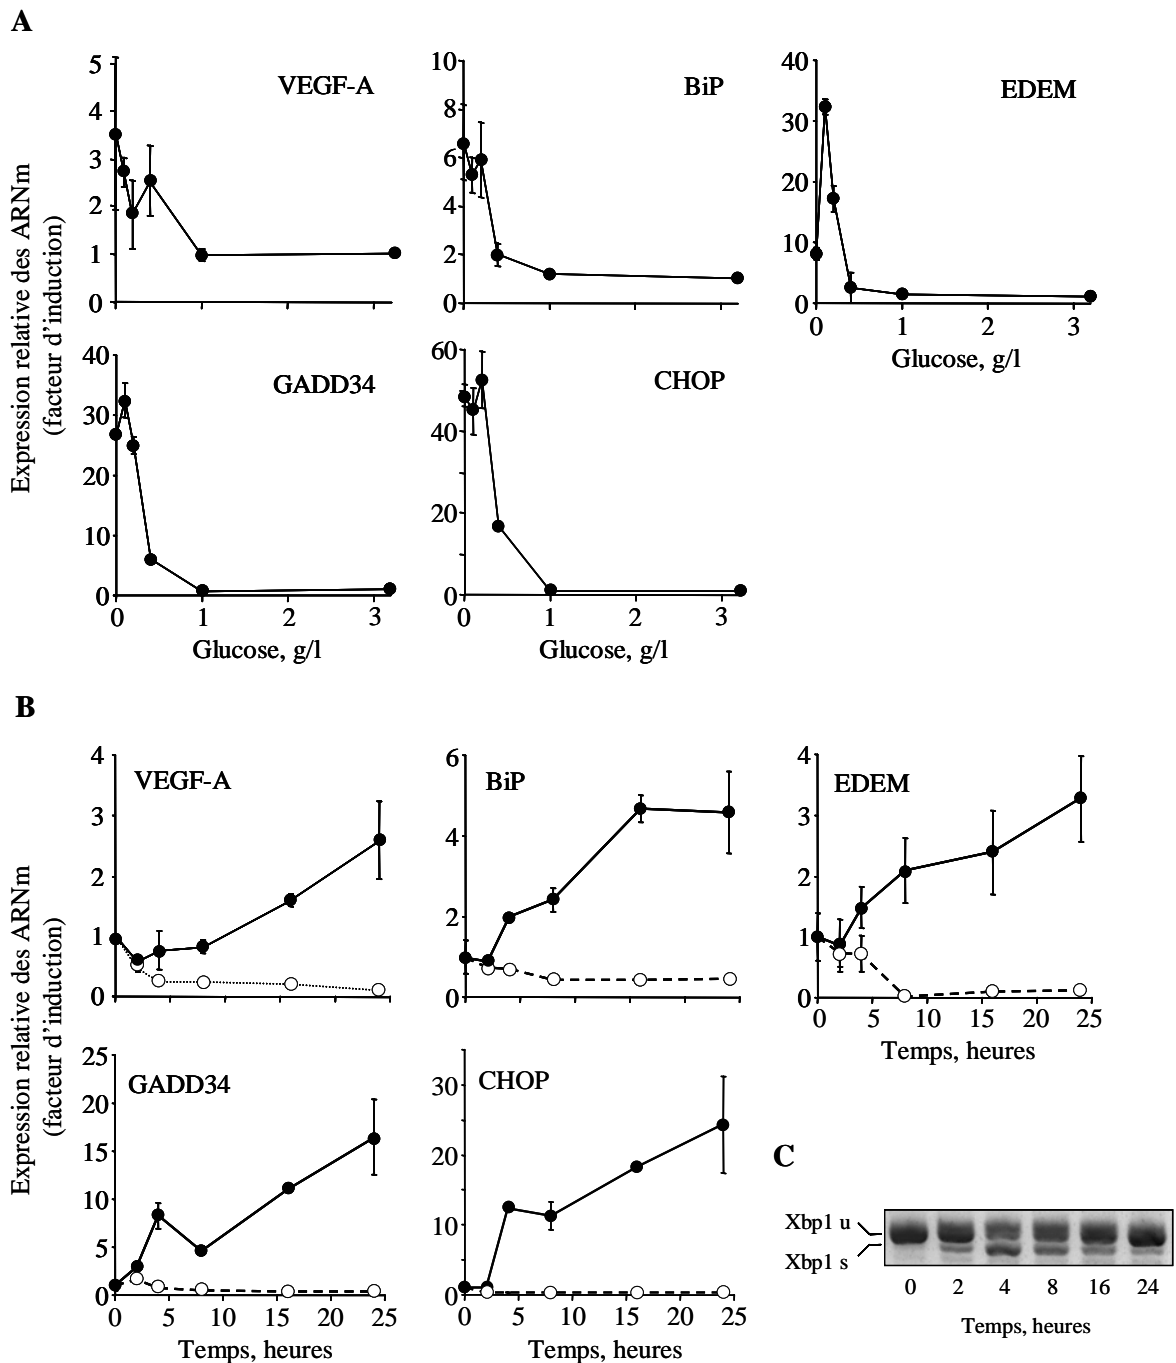 A
VEGF-A
5
4
3
2
1
0
BiP
10
8
6
4
2
0
EDEM
40
30
20
10
0
0 1 2 3
Glucose, g/l
Expression relative des ARNm
(facteur d'induction)
GADD34
40
30
20
10
0
0 1 2 3
Glucose, g/l
CHOP
60
40
20
0
0 1 2 3
Glucose, g/l
B
VEGF-A
4
3
2
1
0
BiP
6
4
2
0
EDEM
4
3
2
1
0
0 5 10 15 20 25
Temps, heures
Expression relative des ARNm
(facteur d'induction)
GADD34
25
20
15
10
5
0
0 5 10 15 20 25
Temps, heures
CHOP
30
20
10
0
0 5 10 15 20 25
Temps, heures
C
Xbp1 u
Xbp1 s
0 2 4 8 16 24
Temps, heures